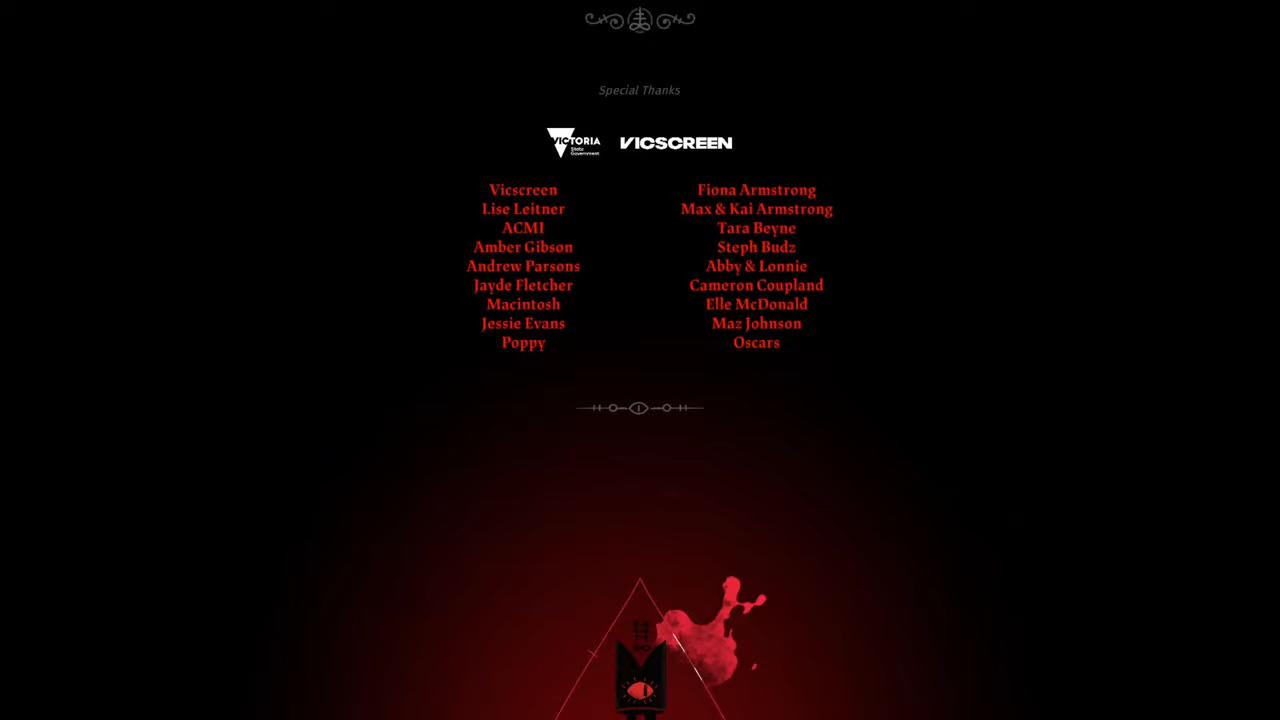 Special Thanks
VICTORIA
State
Government
VICSCREEN
Vicscreen
Lise Leitner
ACMI
Amber Gibson
Andrew Parsons
Jayde Fletcher
Macintosh
Jessie Evans
Poppy
Fiona Armstrong
Max & Kai Armstrong
Tara Beyne
Steph Budz
Abby & Lonnie
Cameron Coupland
Elle McDonald
Maz Johnson
Oscars